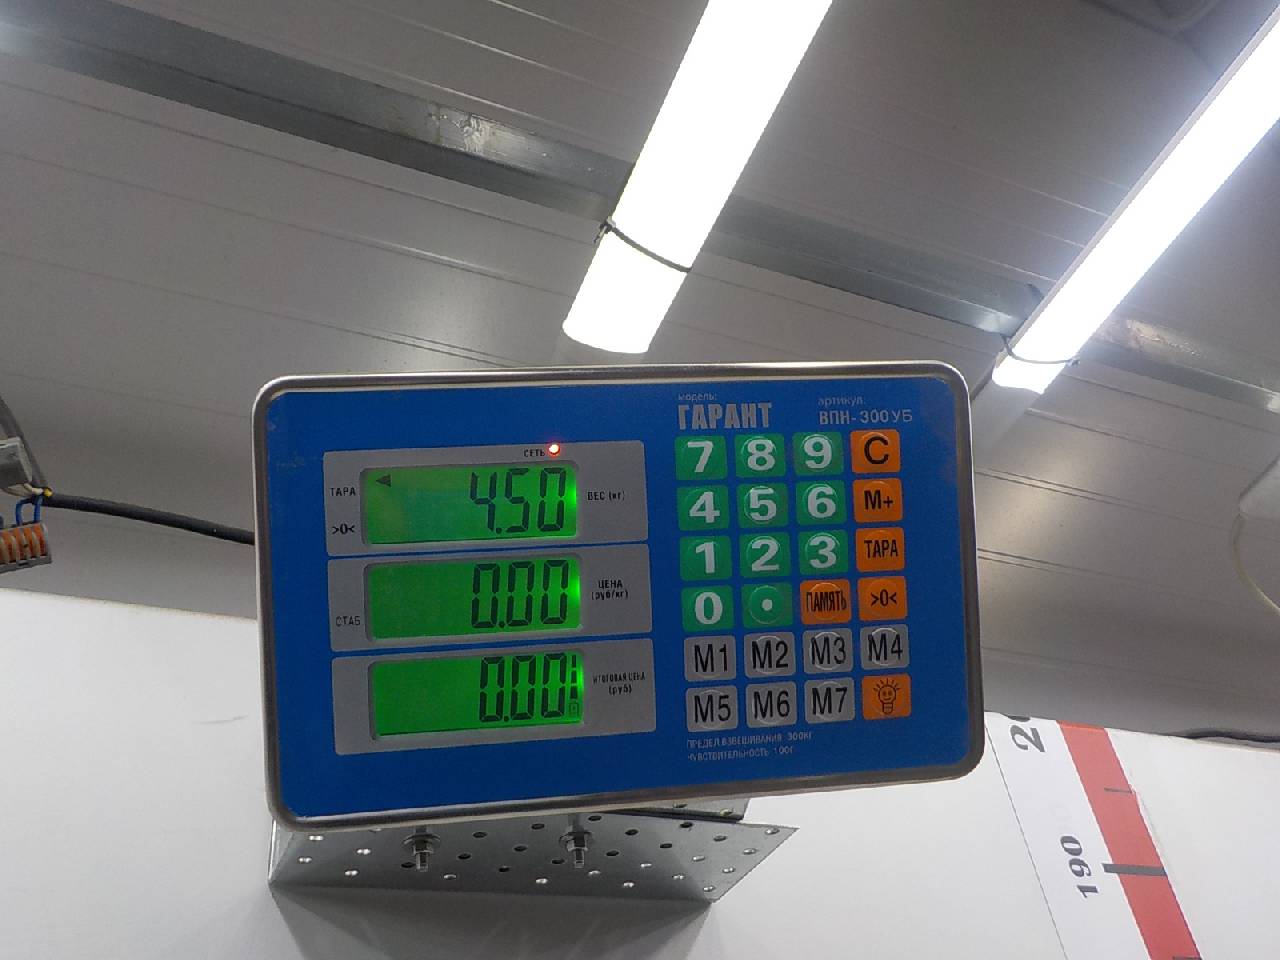 модель:
ГАРАНТ
артикул:
ВПН-300УБ
СЕТЬ
ТАРА
>0<
4.50
ВЕС (кг)
СТАБ
0.00
ЦЕНА
(руб/кг)
0.00
ИТОГОВАЯ ЦЕНА
(руб)
7 8 9 C
4 5 6 M+
1 2 3 ТАРА
0 . ПАМЯТЬ >0<
M1 M2 M3 M4
M5 M6 M7
ПРЕДЕЛ ВЗВЕШИВАНИЯ 300КГ
ЧУВСТВИТЕЛЬНОСТЬ 100Г
190